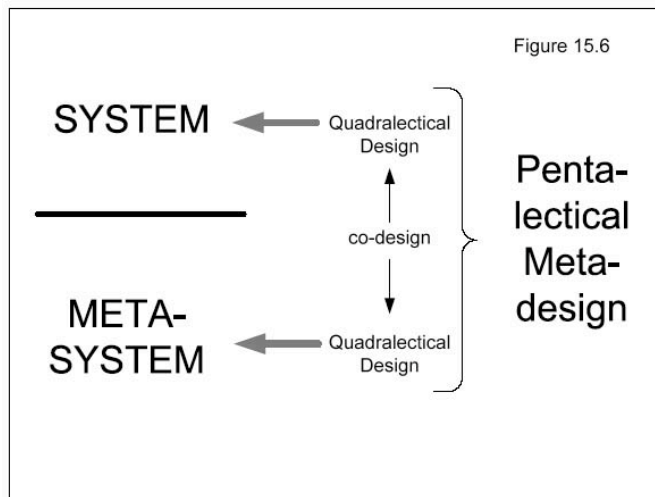 Figure 15.6
SYSTEM
Quadralectical
Design
co-design
META-
SYSTEM
Quadralectical
Design
Penta-
lectical
Meta-
design